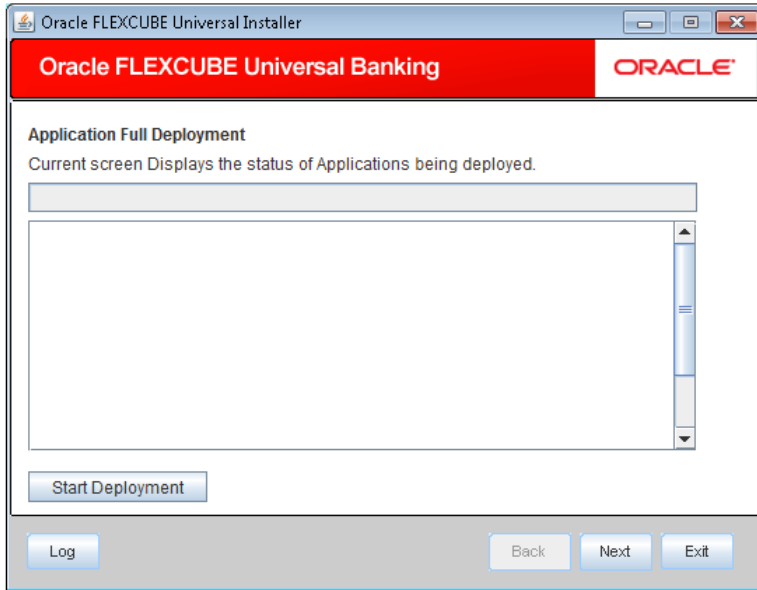 Oracle FLEXCUBE Universal Installer
Oracle FLEXCUBE Universal Banking
ORACLE
Application Full Deployment
Current screen Displays the status of Applications being deployed.
Start Deployment
Log Back Next Exit